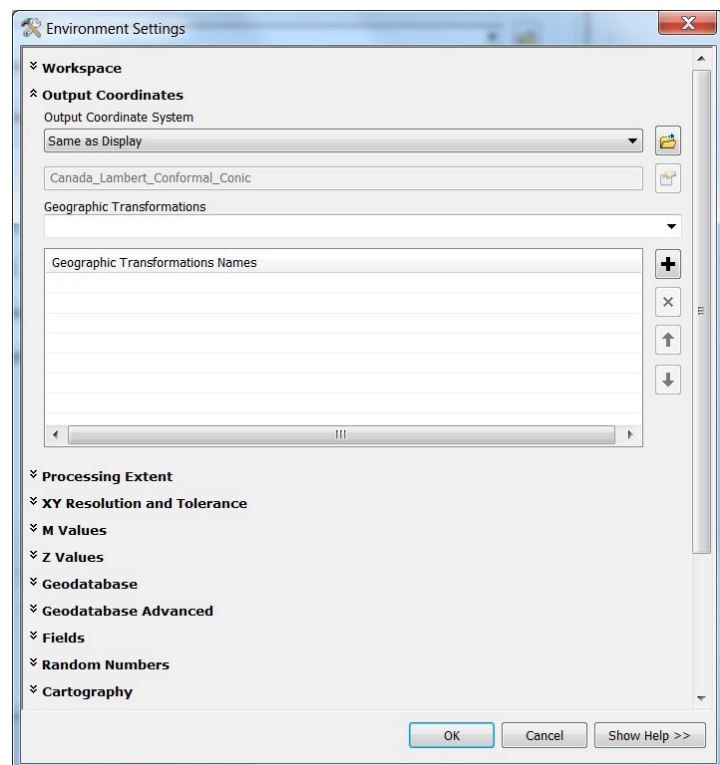 Environment Settings
Workspace
Output Coordinates
Output Coordinate System
Same as Display
Canada_Lambert_Conformal_Conic
Geographic Transformations
Geographic Transformations Names
Processing Extent
XY Resolution and Tolerance
M Values
Z Values
Geodatabase
Geodatabase Advanced
Fields
Random Numbers
Cartography
OK Cancel Show Help >>